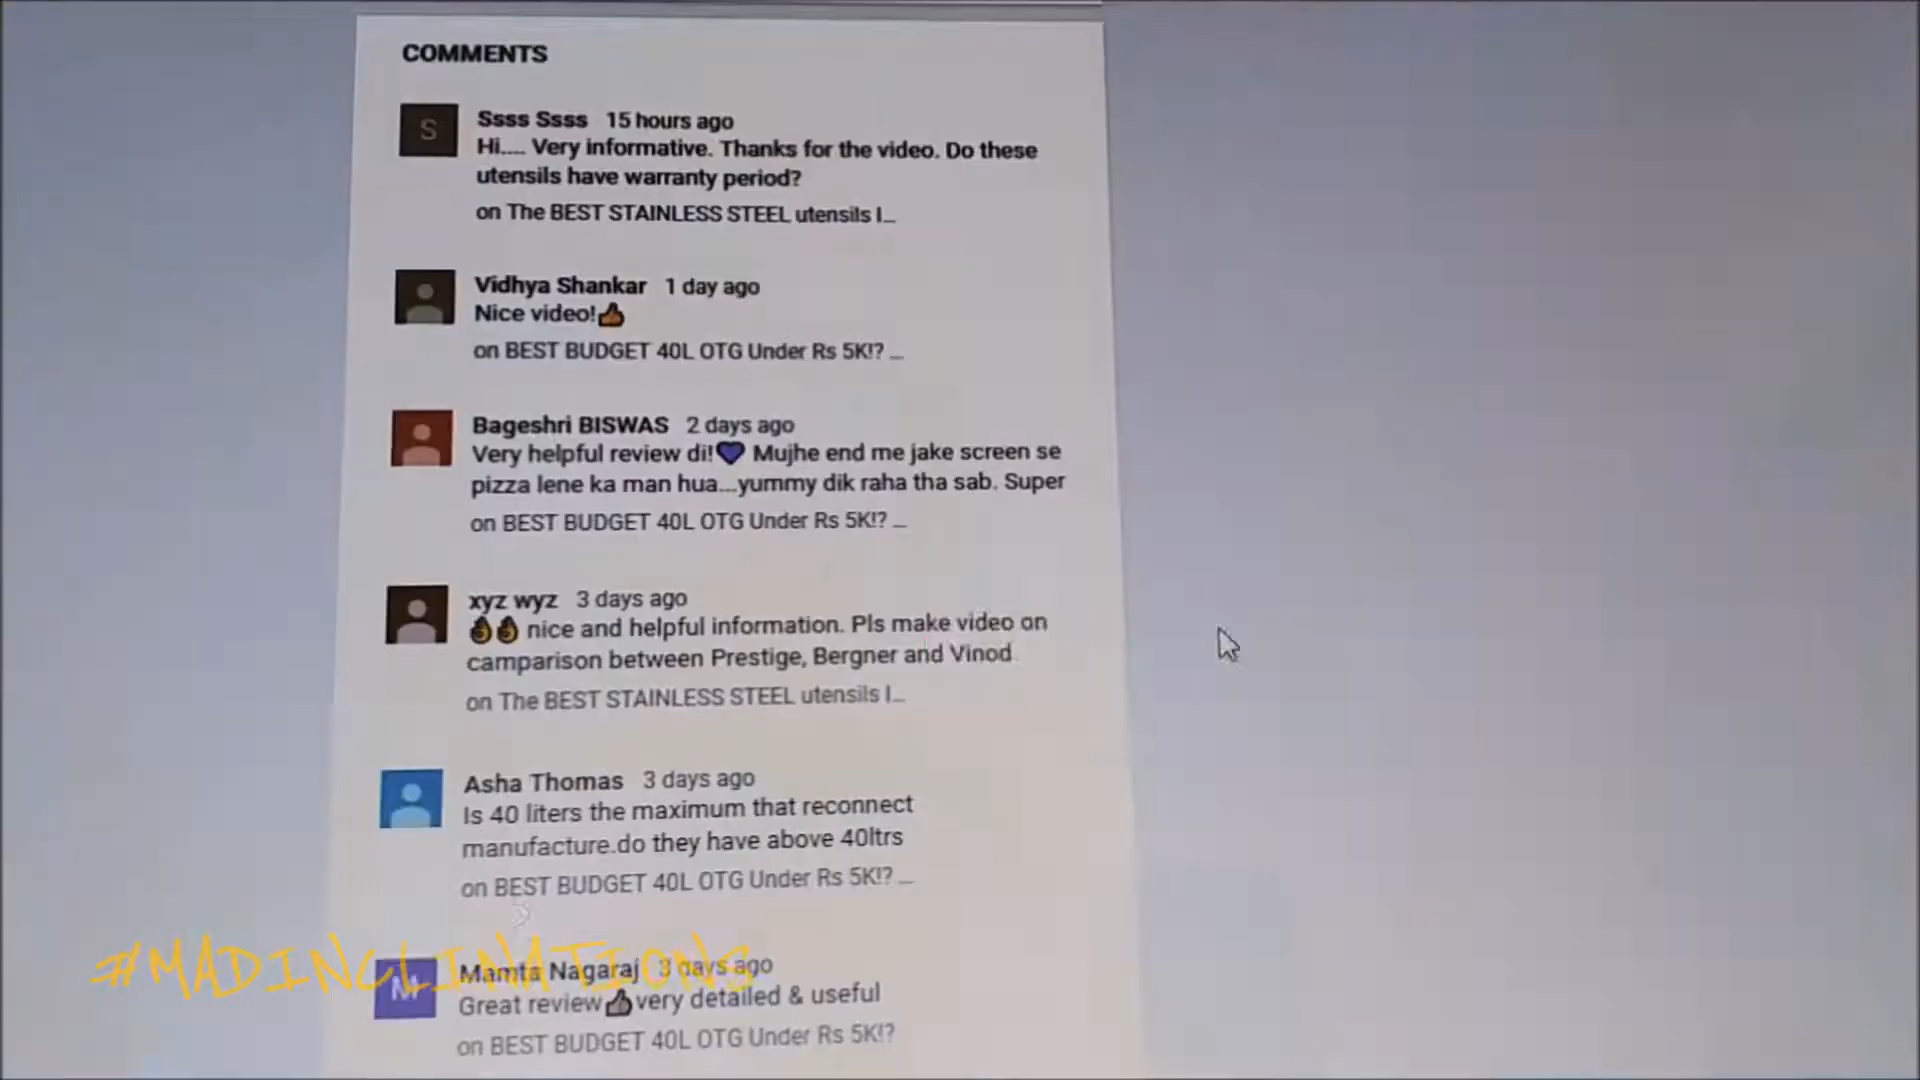 COMMENTS
S
Ssss Ssss 15 hours ago
Hi.... Very informative. Thanks for the video. Do these
utensils have warranty period?
on The BEST STAINLESS STEEL utensils I...
Vidhya Shankar 1 day ago
Nice video!👍
on BEST BUDGET 40L OTG Under Rs 5K!? ...
Bageshri BISWAS 2 days ago
Very helpful review di!💜 Mujhe end me jake screen se
pizza lene ka man hua....yummy dik raha tha sab. Super
on BEST BUDGET 40L OTG Under Rs 5K!? ...
xyz wyz 3 days ago
👌👌 nice and helpful information. Pls make video on
camparison between Prestige, Bergner and Vinod
on The BEST STAINLESS STEEL utensils I...
Asha Thomas 3 days ago
Is 40 liters the maximum that reconnect
manufacture.do they have above 40ltrs
on BEST BUDGET 40L OTG Under Rs 5K!? ...
#MADINCLINATIONS
M
Mamta Nagaraj 3 days ago
Great review👍very detailed & useful
on BEST BUDGET 40L OTG Under Rs 5K!?